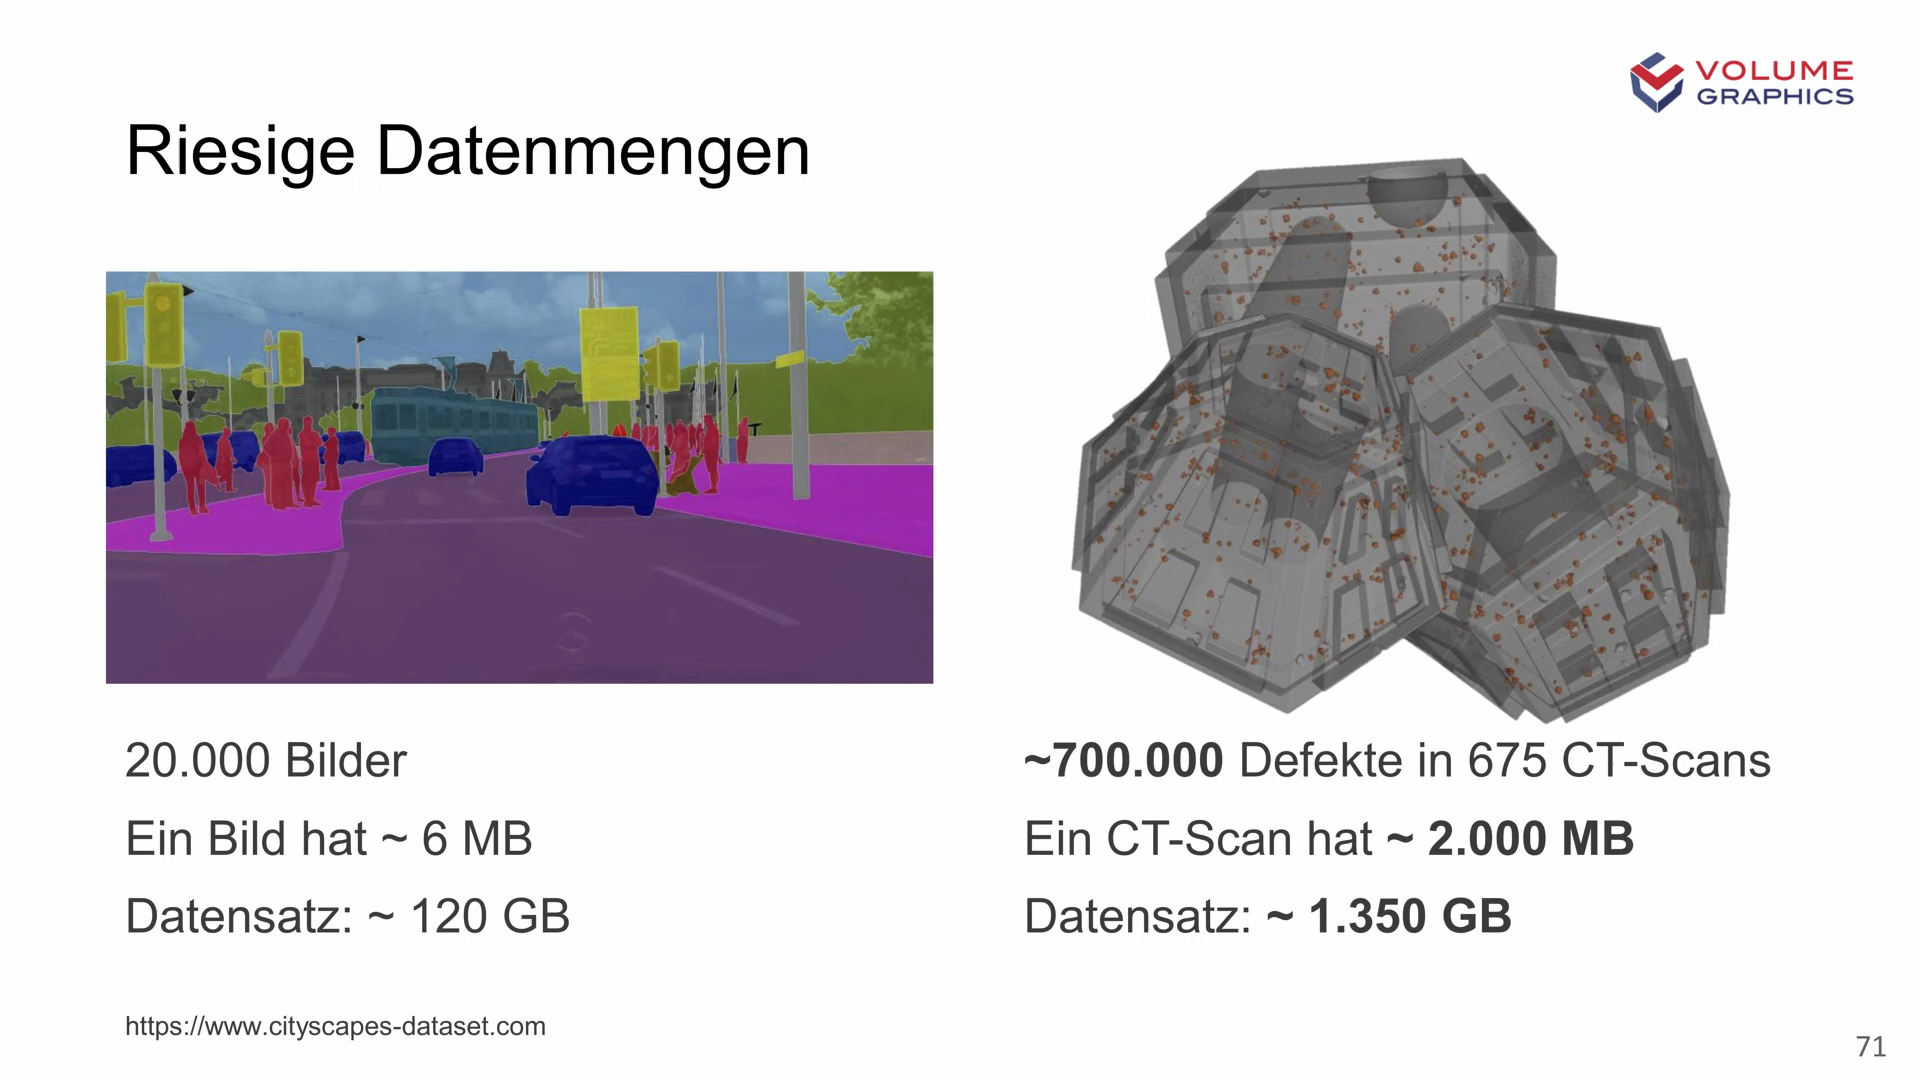 VOLUME
GRAPHICS
Riesige Datenmengen
20.000 Bilder
Ein Bild hat ~ 6 MB
Datensatz: ~ 120 GB
~700.000 Defekte in 675 CT-Scans
Ein CT-Scan hat ~ 2.000 MB
Datensatz: ~ 1.350 GB
https://www.cityscapes-dataset.com
71